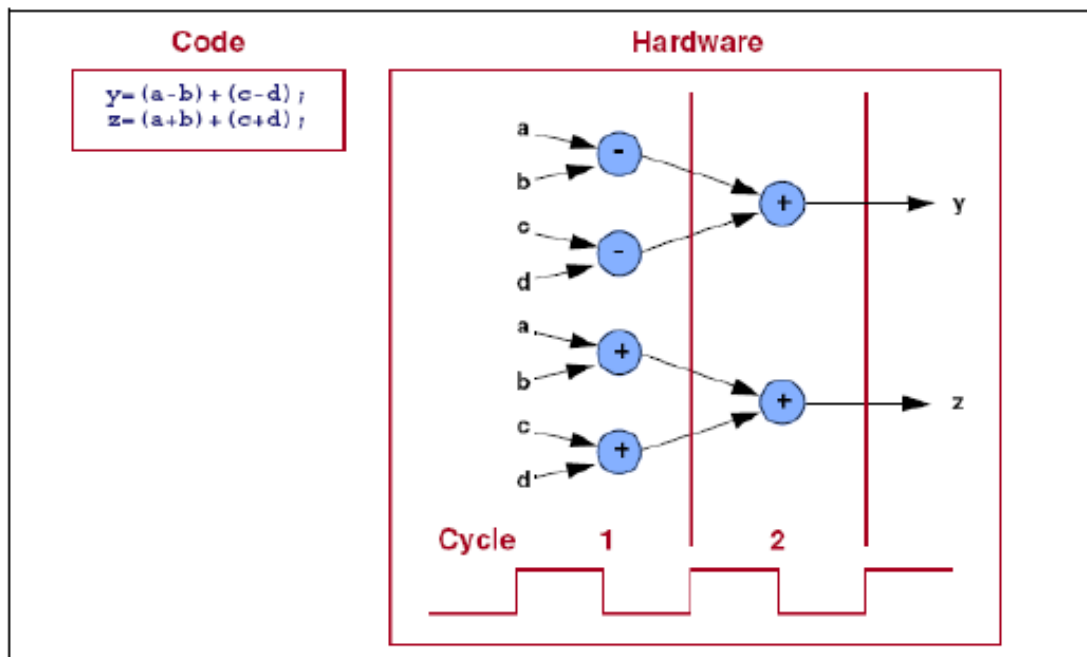 Code
Hardware
y=(a-b)+(c-d);
z=(a+b)+(c+d);
a
-
b
+
y
c
-
d
a
+
b
+
z
c
+
d
Cycle 1 2